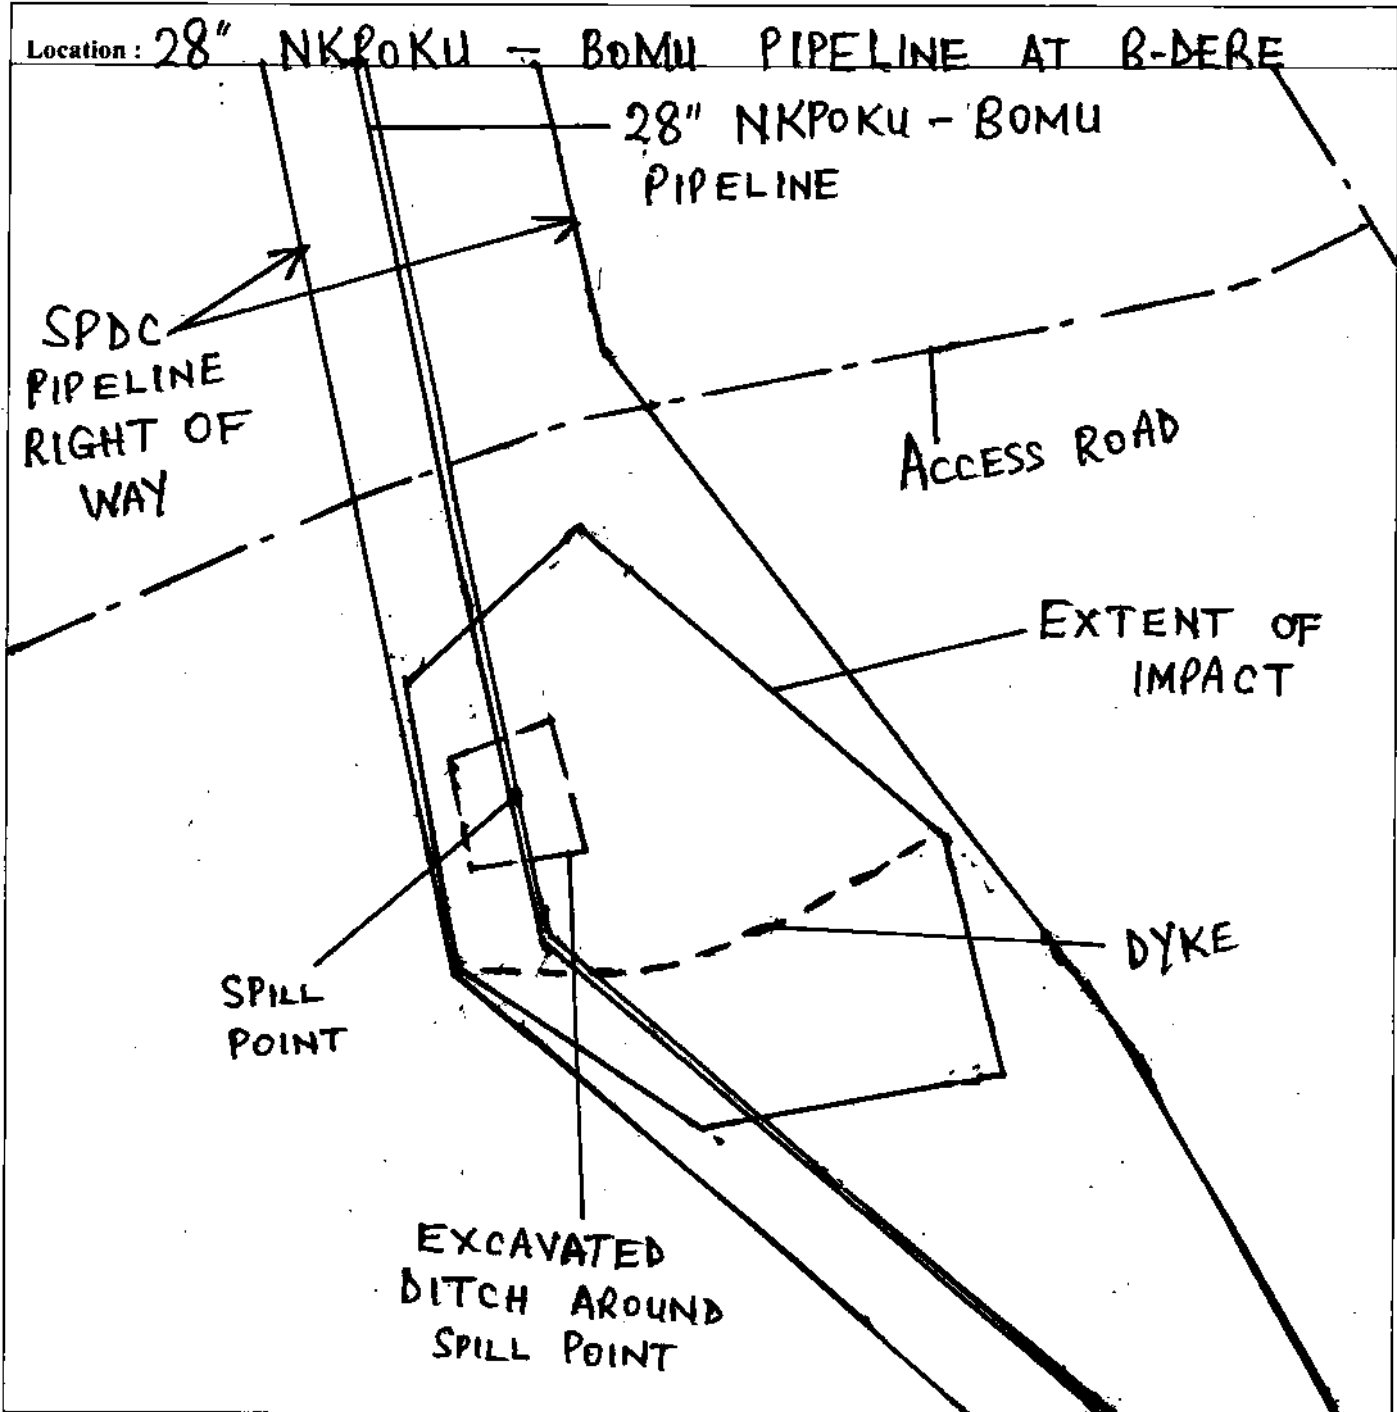 Location : 28" NKPOKU - BOMU PIPELINE AT B-DERE
28" NKPOKU - BOMU
PIPELINE
SPDC
PIPELINE
RIGHT OF
WAY
ACCESS ROAD
EXTENT OF
IMPACT
DYKE
SPILL
POINT
EXCAVATED
DITCH AROUND
SPILL POINT